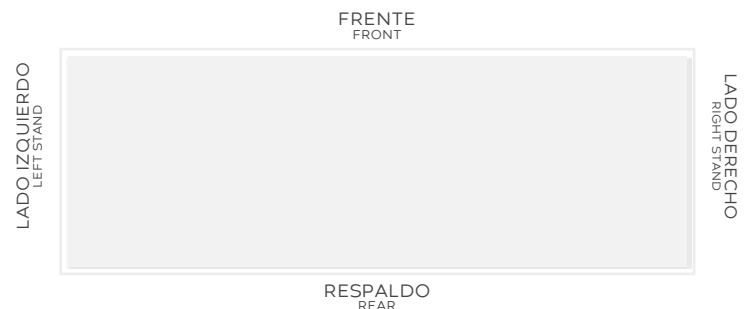 FRENTE
FRONT
LADO IZQUIERDO
LEFT STAND
LADO DERECHO
RIGHT STAND
RESPALDO
REAR